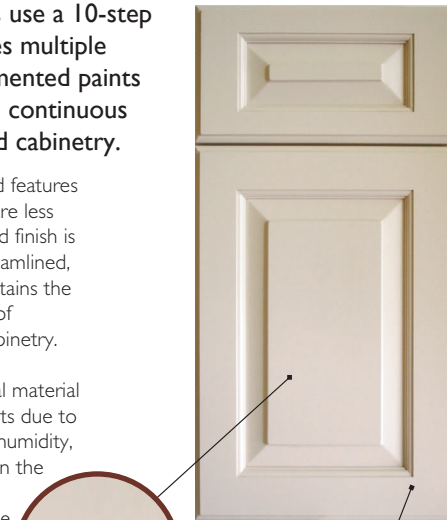 use a 10-step
es multiple
mented paints
continuous
d cabinetry.
d features
re less
d finish is
amlined,
tains the
of
binetry.
al material
ts due to
humidity,
n the
e